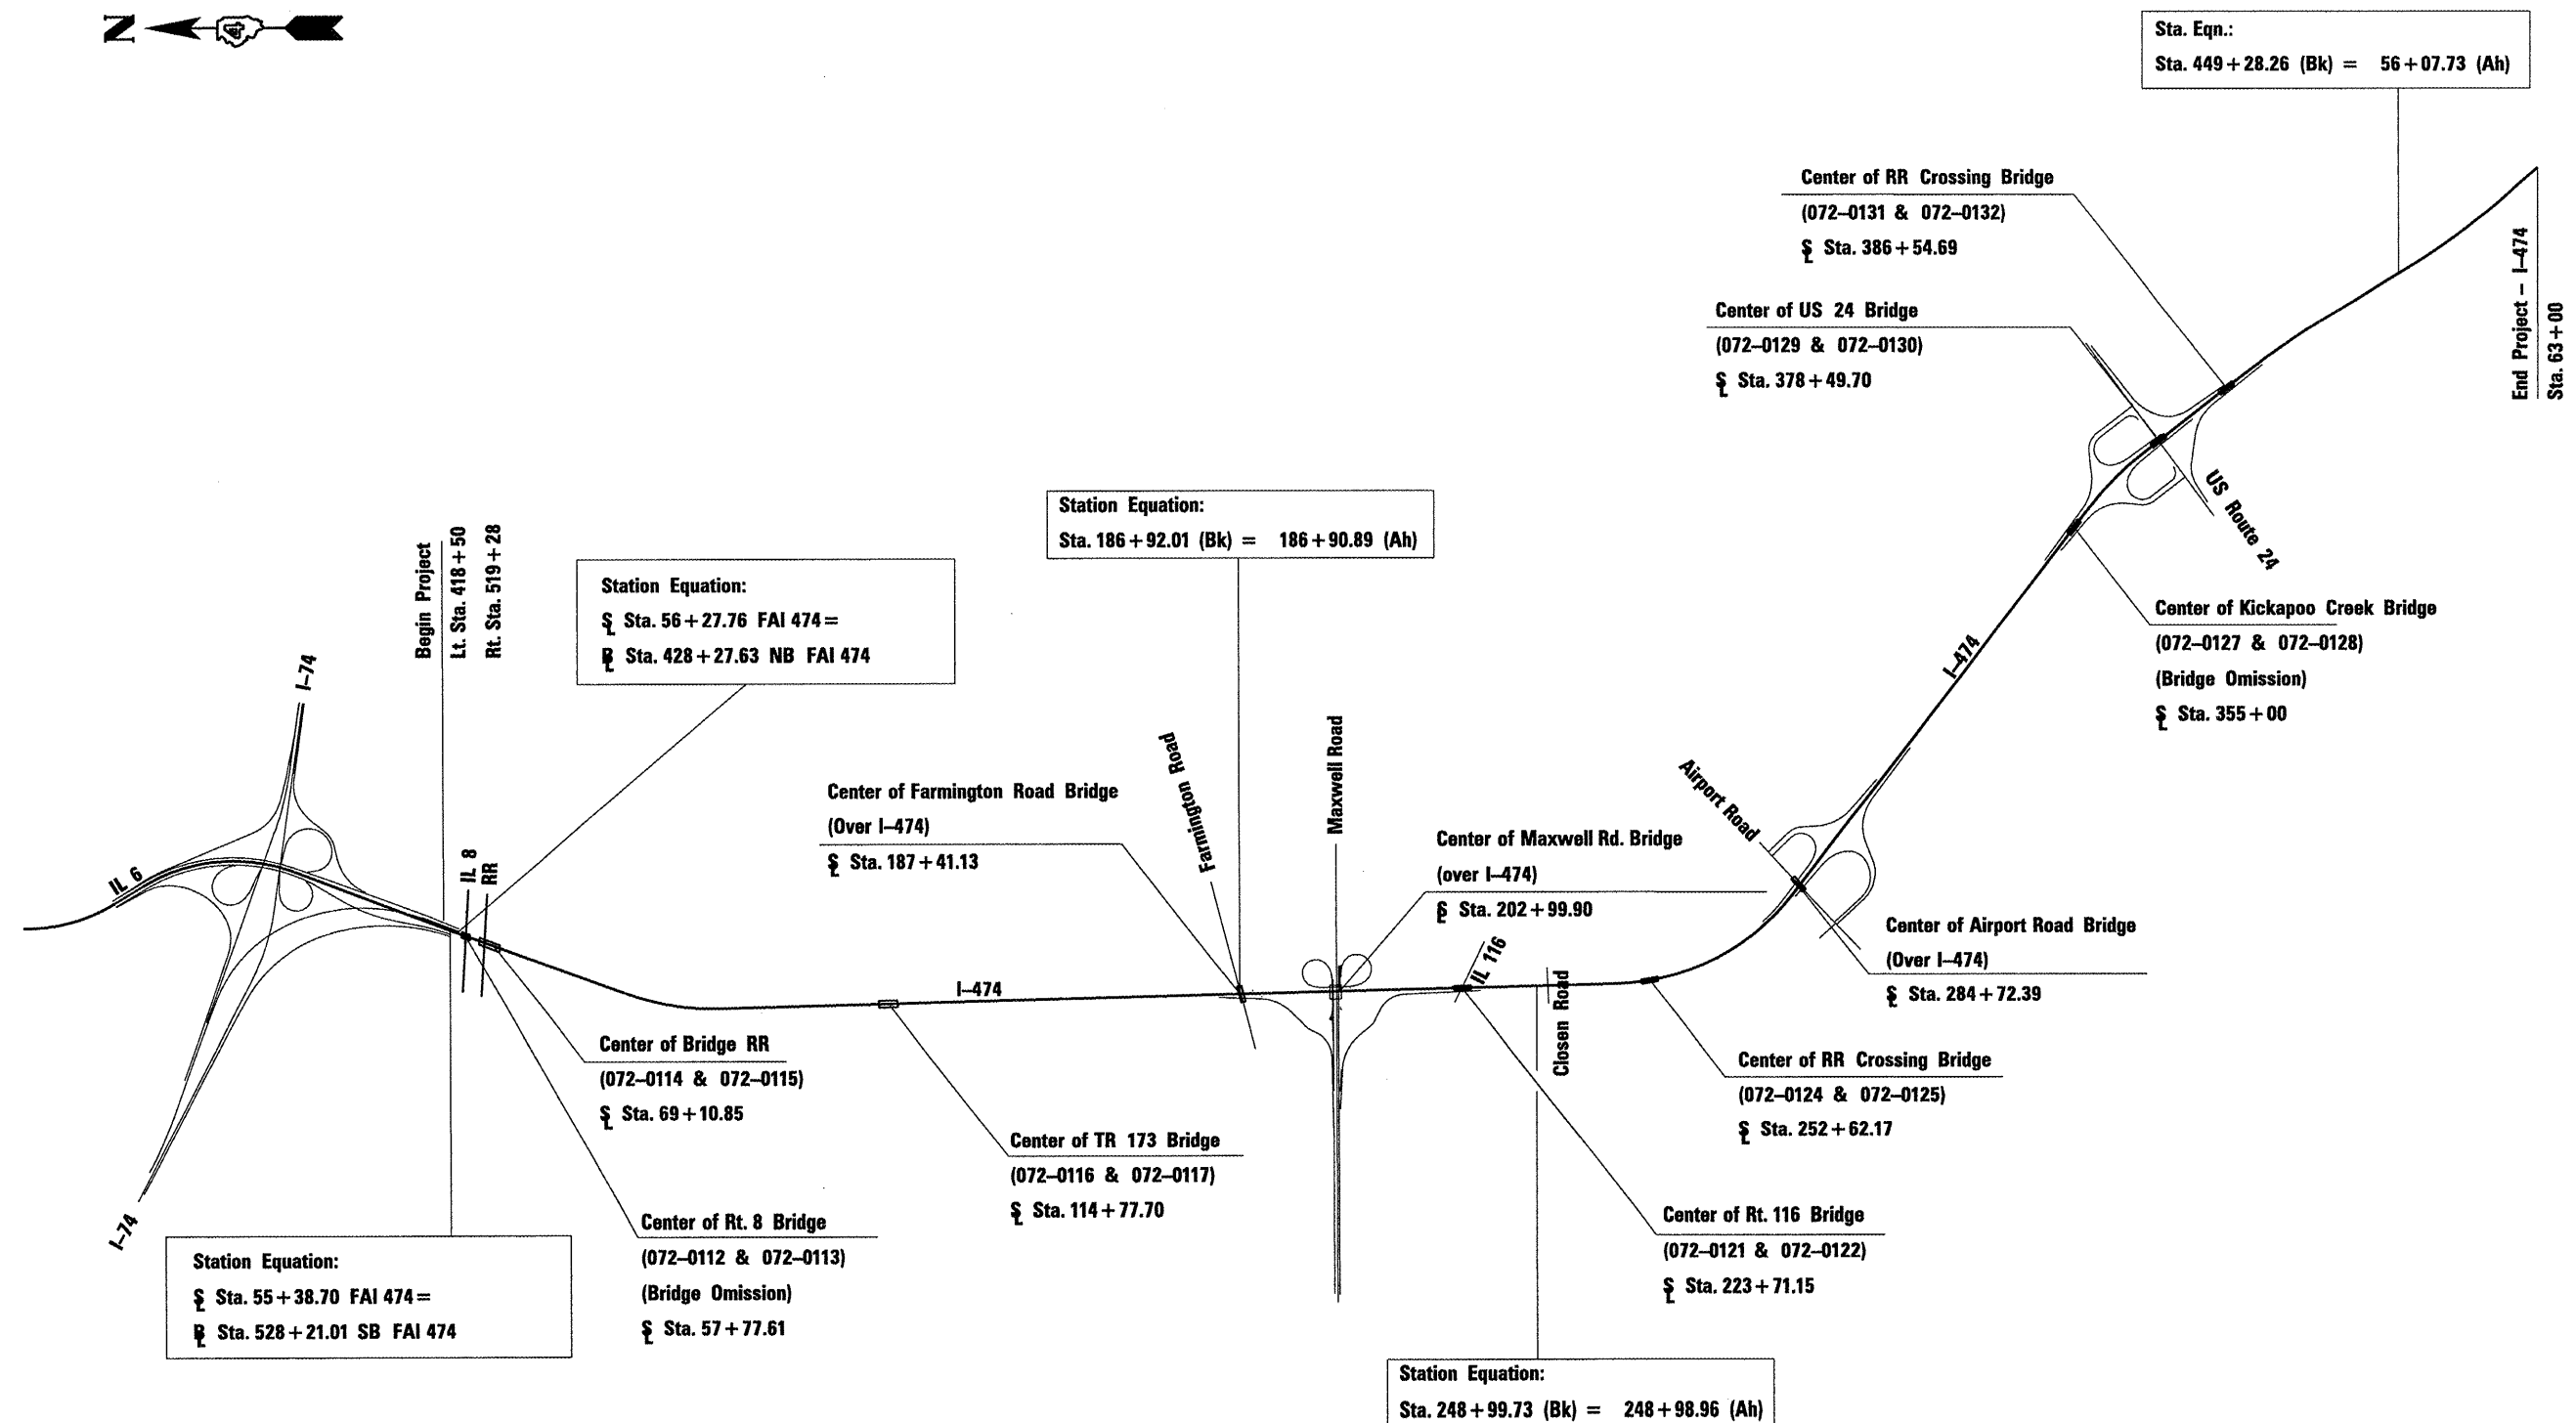 N
Sta. Eqn.:
Sta. 449+28.26 (Bk) = 56+07.73 (Ah)
Center of RR Crossing Bridge
(072-0131 & 072-0132)
Sta. 386+54.69
End Project - I-474
Sta. 63+00
Center of US 24 Bridge
(072-0129 & 072-0130)
Sta. 378+49.70
US Route 24
Station Equation:
Sta. 186+92.01 (Bk) = 186+90.89 (Ah)
Begin Project
Lt. Sta. 418+50
Rt. Sta. 519+28
Station Equation:
Sta. 56+27.76 FAI 474=
Sta. 428+27.63 NB FAI 474
Center of Kickapoo Creek Bridge
(072-0127 & 072-0128)
(Bridge Omission)
Sta. 355+00
I-474
I-74
Farmington Road
Maxwell Road
Airport Road
Center of Farmington Road Bridge
(Over I-474)
Sta. 187+41.13
Center of Maxwell Rd. Bridge
(over I-474)
Sta. 202+99.90
IL 6
IL 8
RR
IL 116
Center of Airport Road Bridge
(Over I-474)
Sta. 284+72.39
I-474
Closen Road
Center of Bridge RR
(072-0114 & 072-0115)
Sta. 69+10.85
Center of RR Crossing Bridge
(072-0124 & 072-0125)
Sta. 252+62.17
Center of TR 173 Bridge
(072-0116 & 072-0117)
Sta. 114+77.70
I-74
Center of Rt. 8 Bridge
(072-0112 & 072-0113)
(Bridge Omission)
Sta. 57+77.61
Center of Rt. 116 Bridge
(072-0121 & 072-0122)
Sta. 223+71.15
Station Equation:
Sta. 55+38.70 FAI 474=
Sta. 528+21.01 SB FAI 474
Station Equation:
Sta. 248+99.73 (Bk) = 248+98.96 (Ah)